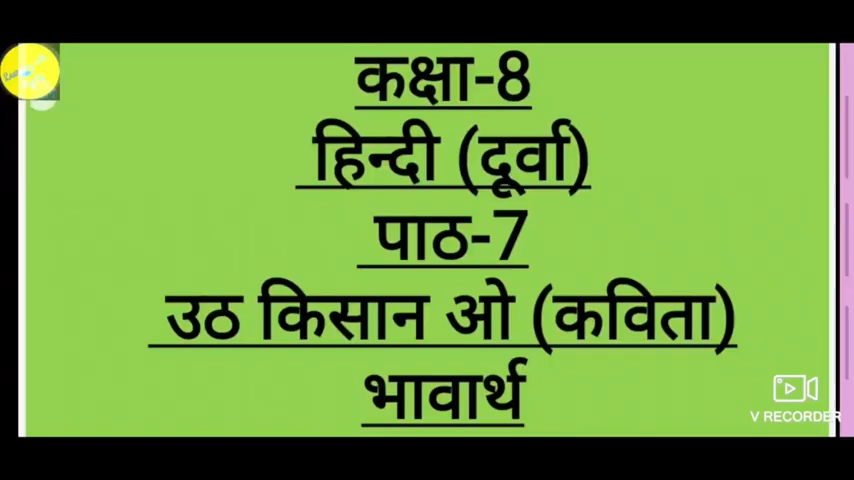 कक्षा-8
हिन्दी (दूर्वा)
पाठ-7
उठ किसान ओ (कविता)
भावार्थ
V RECORDER